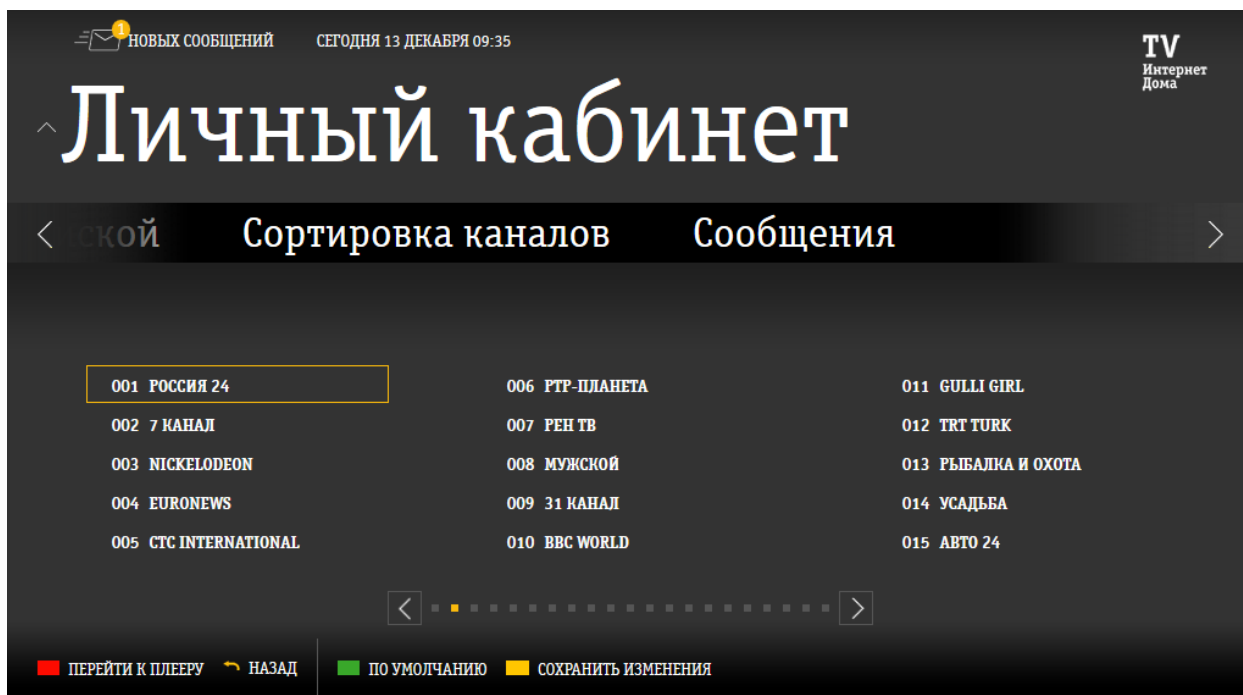 1
НОВЫХ СООБЩЕНИЙ СЕГОДНЯ 13 ДЕКАБРЯ 09:35
TV
Интернет
Дома
Личный кабинет
ской Сортировка каналов Сообщения
001 РОССИЯ 24
002 7 КАНАЛ
003 NICKELODEON
004 EURONEWS
005 СТС INTERNATIONAL
006 РТР-ПЛАНЕТА
007 РЕН ТВ
008 МУЖСКОЙ
009 31 КАНАЛ
010 BBC WORLD
011 GULLI GIRL
012 TRT TURK
013 РЫБАЛКА И ОХОТА
014 УСАДЬБА
015 АВТО 24
ПЕРЕЙТИ К ПЛЕЕРУ НАЗАД ПО УМОЛЧАНИЮ СОХРАНИТЬ ИЗМЕНЕНИЯ